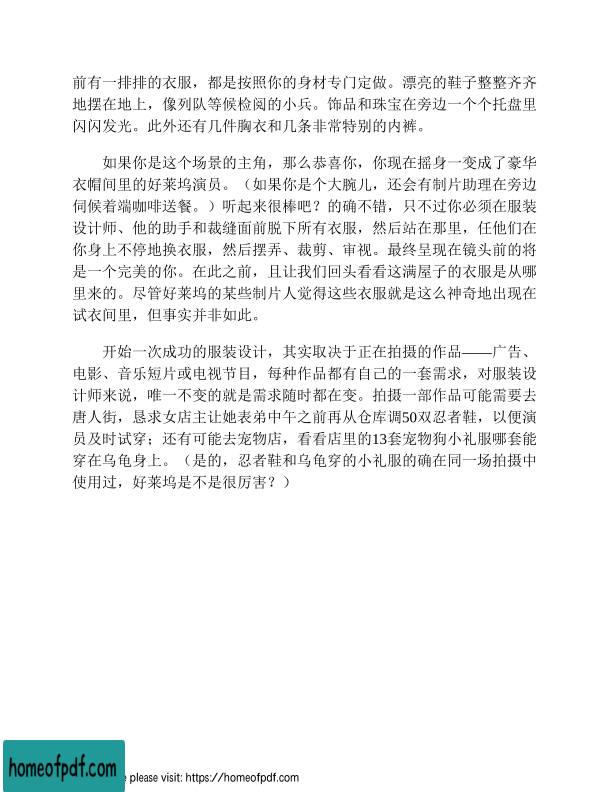 前有一排排的衣服，都是按照你的身材专门定做。漂亮的鞋子整整齐齐
地摆在地上，像列队等候检阅的小兵。饰品和珠宝在旁边一个个托盘里
闪闪发光。此外还有几件胸衣和几条非常特别的内裤。
如果你是这个场景的主角，那么恭喜你，你现在摇身一变成了豪华
衣帽间里的好莱坞演员。（如果你是个大腕儿，还会有制片助理在旁边
伺候着端咖啡送餐。）听起来很棒吧？的确不错，只不过你必须在服装
设计师、他的助手和裁缝面前脱下所有衣服，然后站在那里，任他们在
你身上不停地换衣服，然后摆弄、裁剪、审视。最终呈现在镜头前的将
是一个完美的你。在此之前，且让我们回头看看这满屋子的衣服是从哪
里来的。尽管好莱坞的某些制片人觉得这些衣服就是这么神奇地出现在
试衣间里，但事实并非如此。
开始一次成功的服装设计，其实取决于正在拍摄的作品——广告、
电影、音乐短片或电视节目，每种作品都有自己的一套需求，对服装设
计师来说，唯一不变的就是需求随时都在变。拍摄一部作品可能需要去
唐人街，恳求女店主让她表弟中午之前再从仓库调50双忍者鞋，以便演
员及时试穿；还有可能去宠物店，看看店里的13套宠物狗小礼服哪套能
穿在乌龟身上。（是的，忍者鞋和乌龟穿的小礼服的确在同一场拍摄中
使用过，好莱坞是不是很厉害？）
homeofpdf.com
e please visit: https://homeofpdf.com